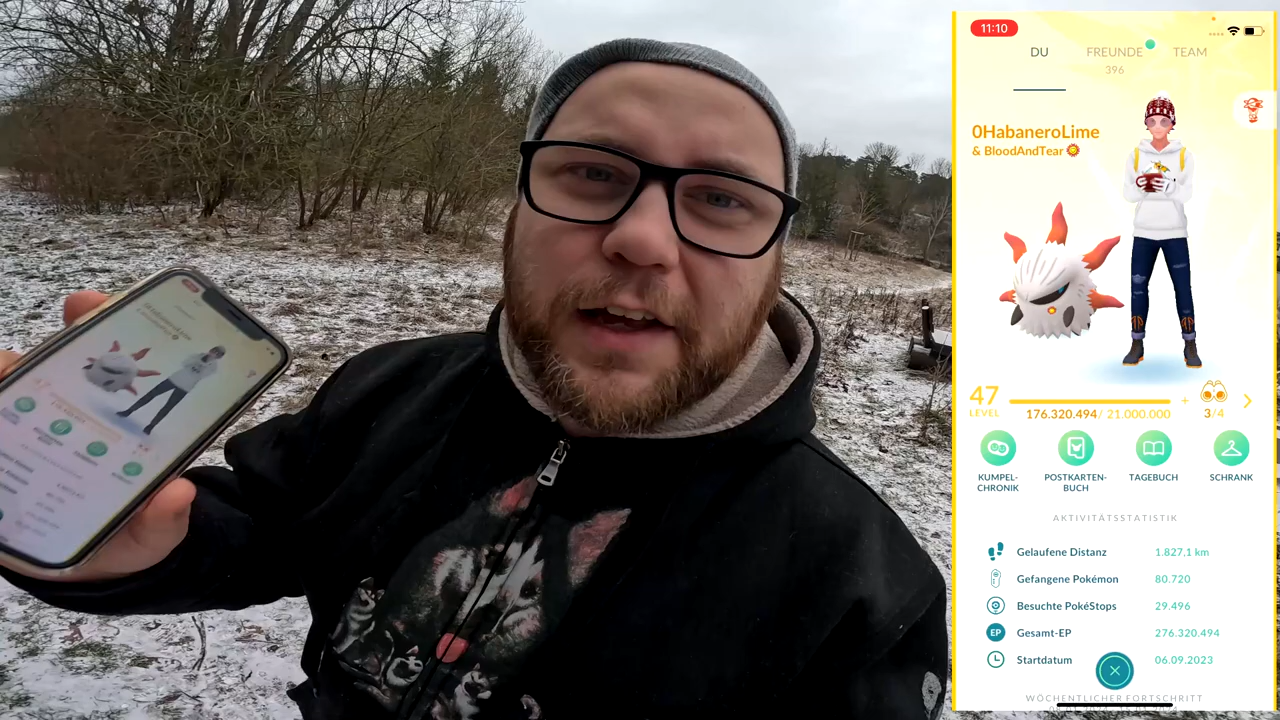 11:10
DU
FREUNDE
TEAM
396
0HabaneroLime
& BloodAndTear
47
LEVEL
176.320.494/ 21.000.000
+
3/4
KUMPEL-
CHRONIK
POSTKARTEN-
BUCH
TAGEBUCH
SCHRANK
AKTIVITÄTSSTATISTIK
Gelaufene Distanz
1.827,1 km
Gefangene Pokémon
80.720
Besuchte PokéStops
29.496
EP
Gesamt-EP
276.320.494
Startdatum
06.09.2023
WÖCHENTLICHER FORTSCHRITT